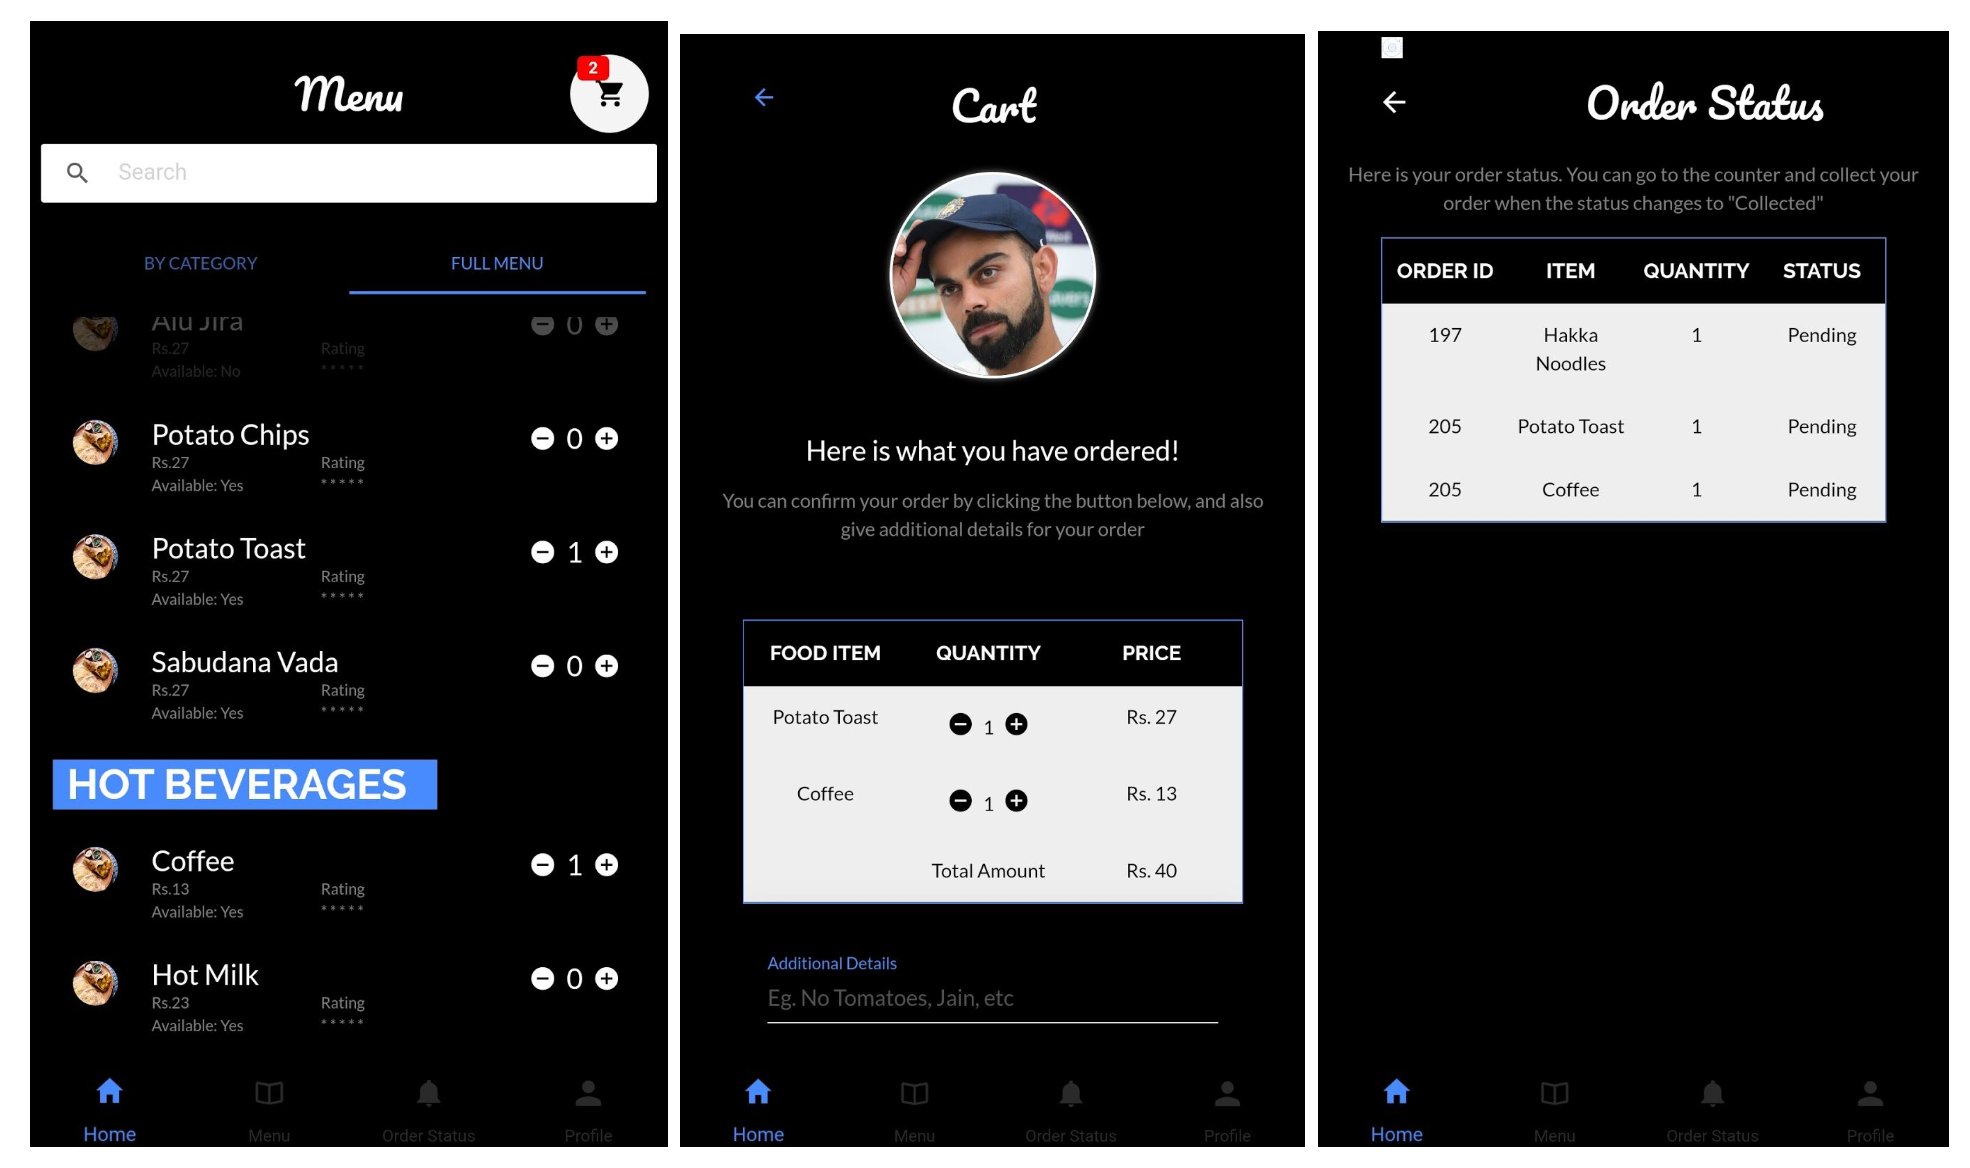 Menu
2
Search
BY CATEGORY FULL MENU
Alu Jira 0
Rs.27 Rating
Available: No *****
Potato Chips 0
Rs.27 Rating
Available: Yes *****
Potato Toast 1
Rs.27 Rating
Available: Yes *****
Sabudana Vada 0
Rs.27 Rating
Available: Yes *****
HOT BEVERAGES
Coffee 1
Rs.13 Rating
Available: Yes *****
Hot Milk 0
Rs.23 Rating
Available: Yes *****
Home Menu Order Status Profile
Cart
Here is what you have ordered!
You can confirm your order by clicking the button below, and also
give additional details for your order
FOOD ITEM QUANTITY PRICE
Potato Toast 1 Rs. 27
Coffee 1 Rs. 13
Total Amount Rs. 40
Additional Details
Eg. No Tomatoes, Jain, etc
Home Menu Order Status Profile
Order Status
Here is your order status. You can go to the counter and collect your
order when the status changes to "Collected"
ORDER ID ITEM QUANTITY STATUS
197 Hakka 1 Pending
Noodles
205 Potato Toast 1 Pending
205 Coffee 1 Pending
Home Menu Order Status Profile